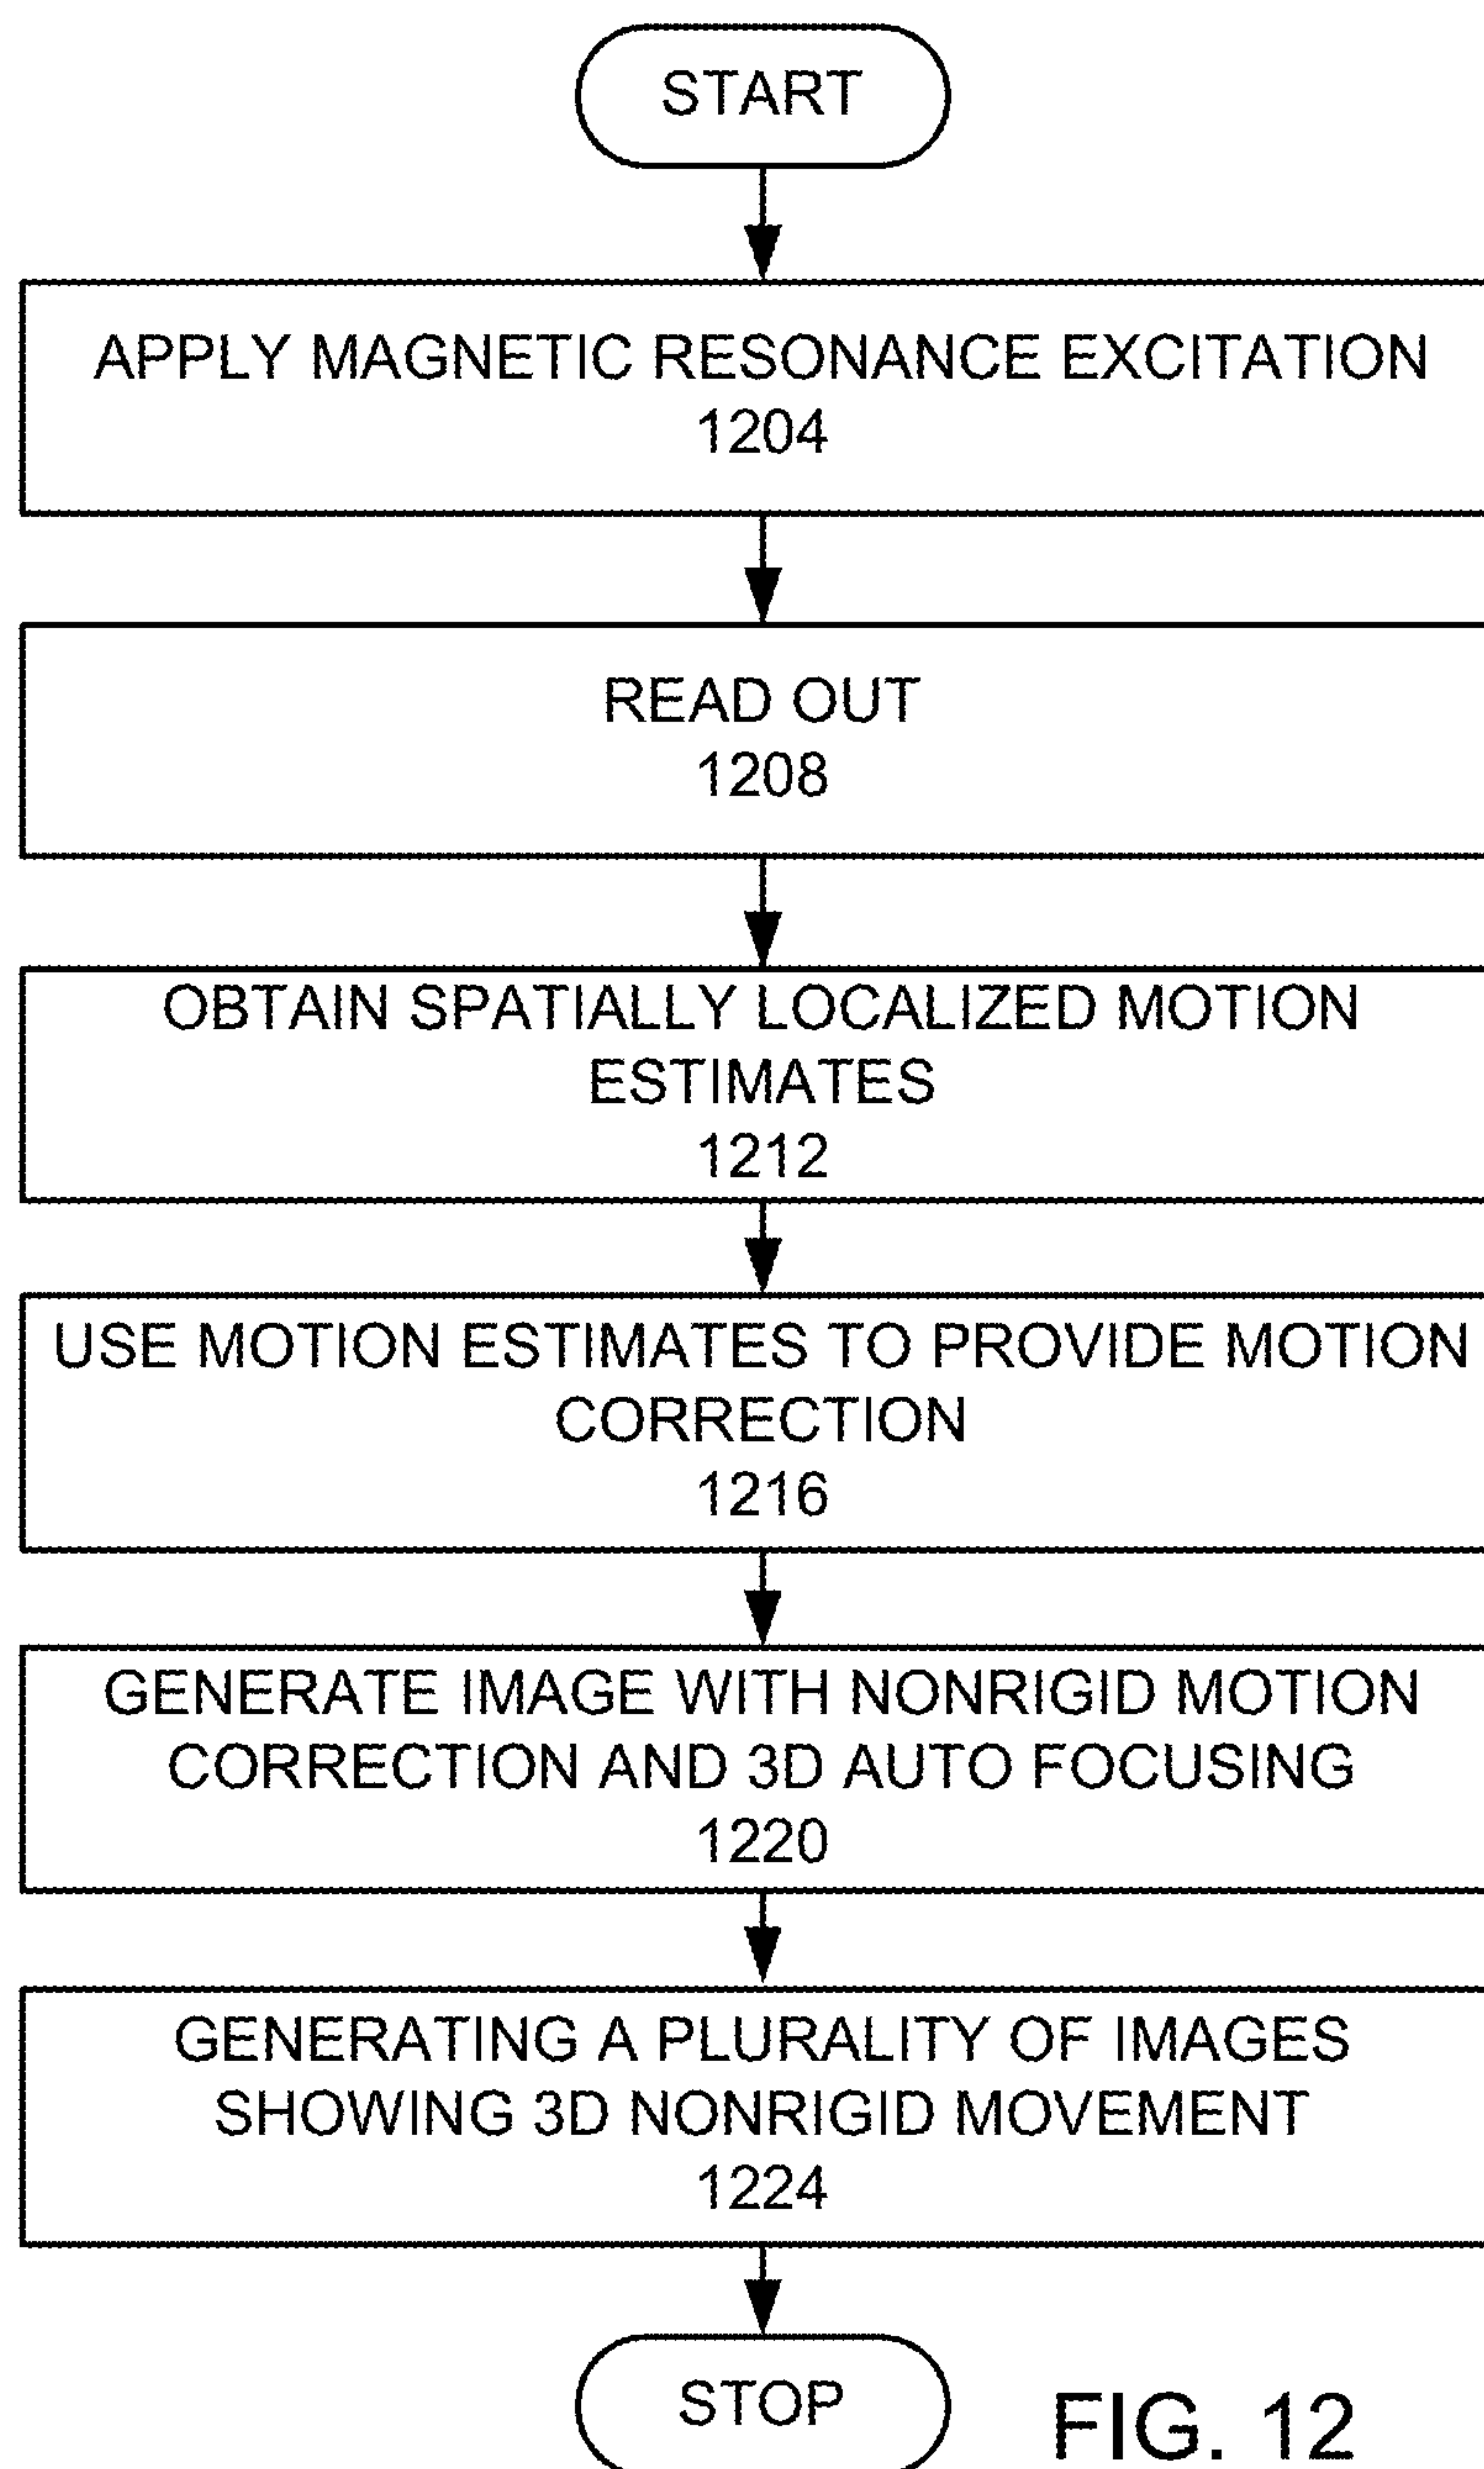 START
APPLY MAGNETIC RESONANCE EXCITATION
1204
READ OUT
1208
OBTAIN SPATIALLY LOCALIZED MOTION
ESTIMATES
1212
USE MOTION ESTIMATES TO PROVIDE MOTION
CORRECTION
1216
GENERATE IMAGE WITH NONRIGID MOTION
CORRECTION AND 3D AUTO FOCUSING
1220
GENERATING A PLURALITY OF IMAGES
SHOWING 3D NONRIGID MOVEMENT
1224
STOP
FIG. 12